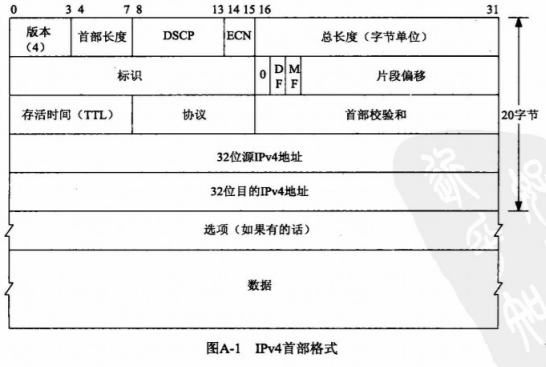 0 3 4 7 8 13 14 15 16 31
版本（4） 首部长度 DSCP ECN 总长度（字节单位）
标识 0 DF MF 片段偏移
存活时间（TTL） 协议 首部校验和
20字节
32位源IPv4地址
32位目的IPv4地址
选项（如果有的话）
数据
图A-1 IPv4首部格式